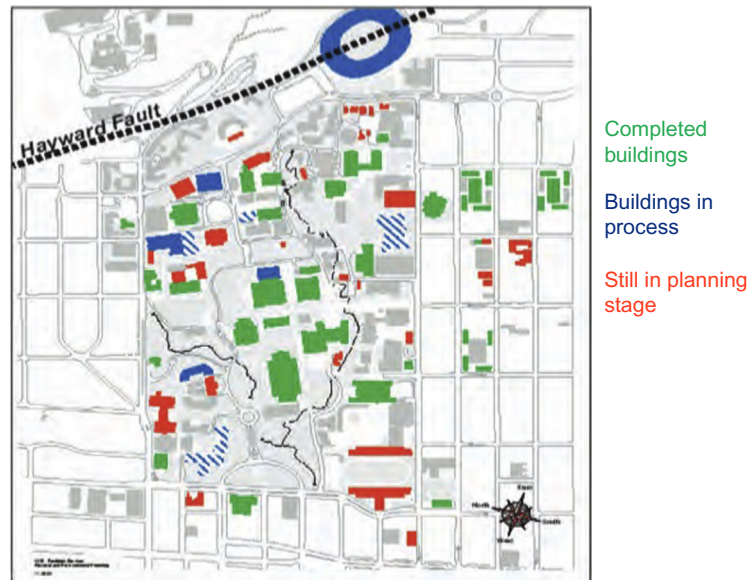 Hayward Fault
Completed
buildings
Buildings in
process
Still in planning
stage
East
North
South
West